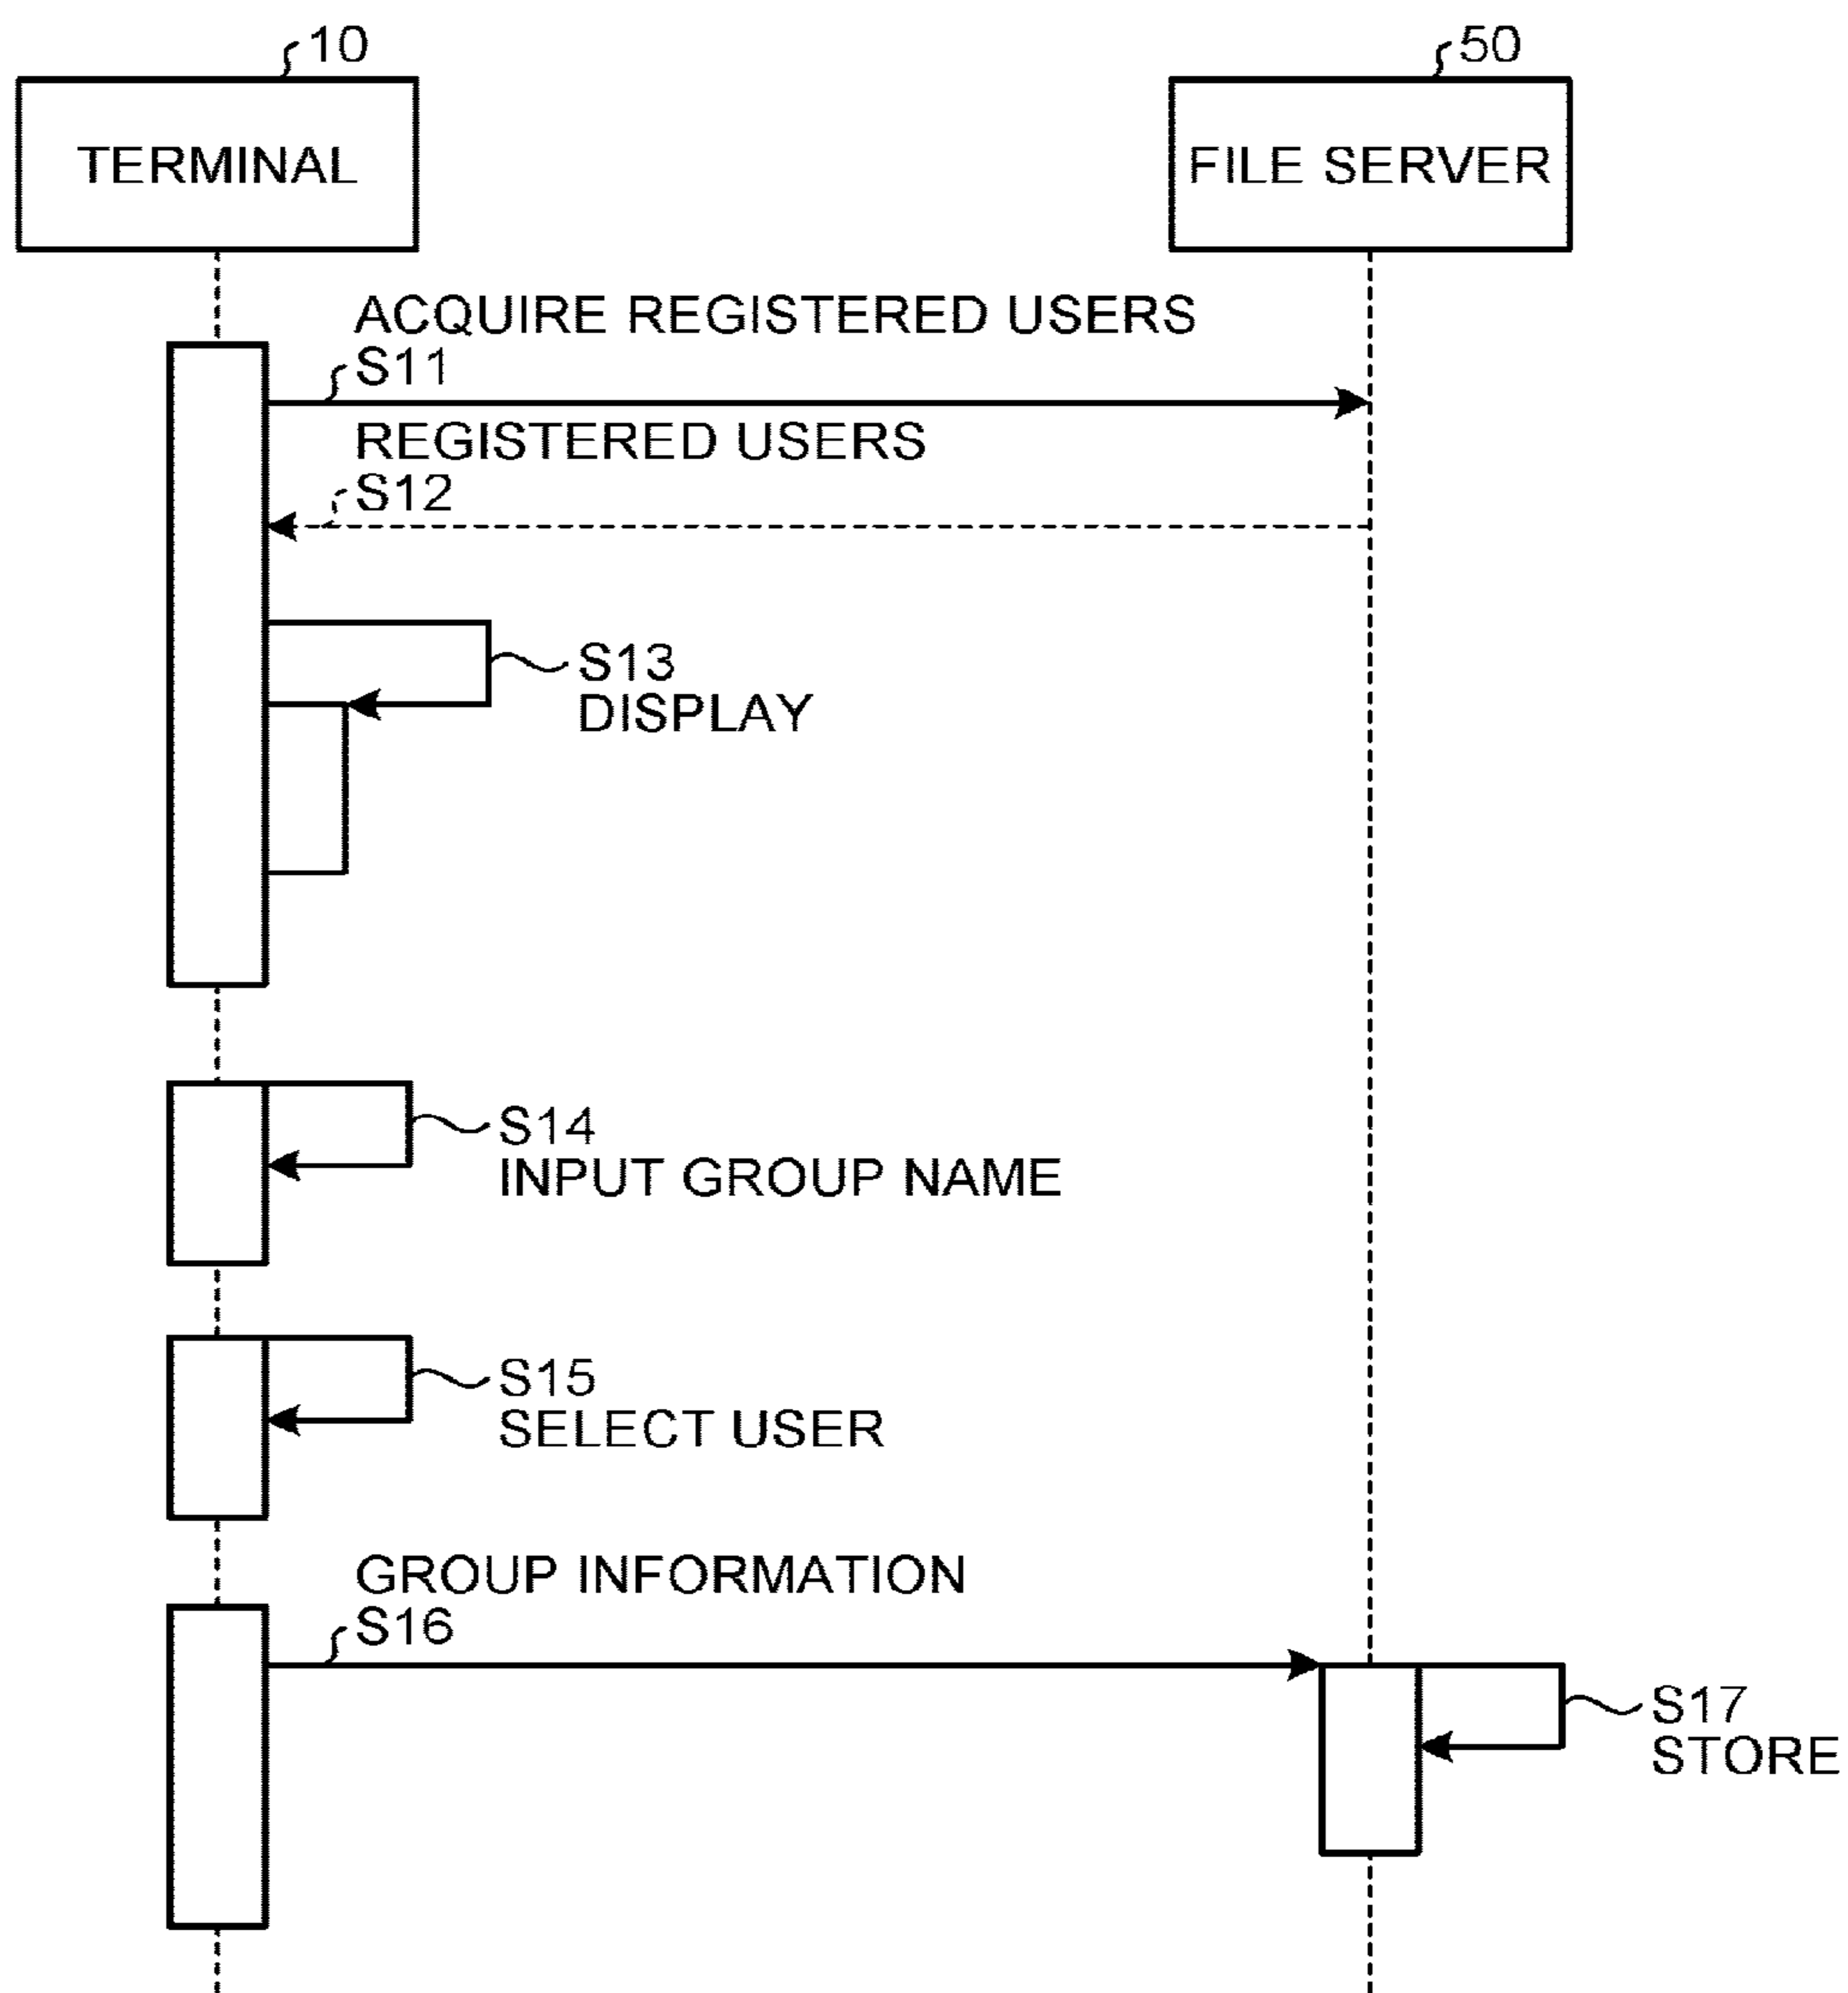 10
50
TERMINAL
FILE SERVER
ACQUIRE REGISTERED USERS
S11
REGISTERED USERS
S12
S13
DISPLAY
S14
INPUT GROUP NAME
S15
SELECT USER
GROUP INFORMATION
S16
S17
STORE